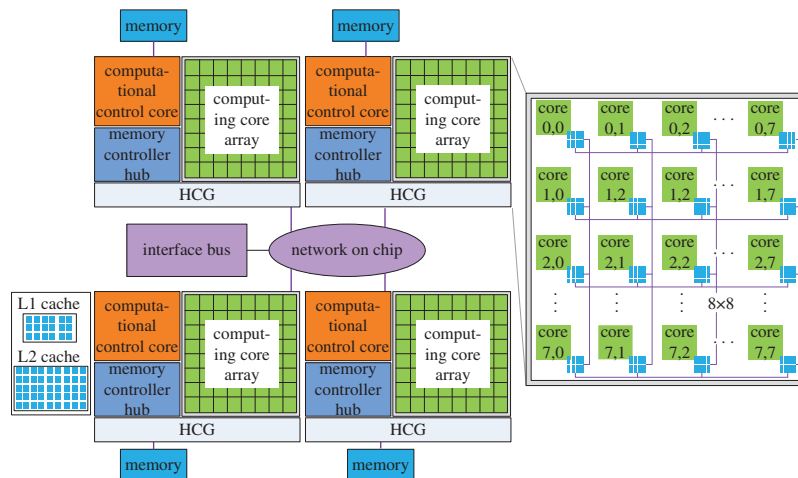 memory
memory
computa-
tional
control core
comput-
ing core
array
memory
controller
hub
HCG
computa-
tional
control core
comput-
ing core
array
memory
controller
hub
HCG
interface bus
network on chip
L1 cache
L2 cache
computa-
tional
control core
comput-
ing core
array
memory
controller
hub
HCG
memory
computa-
tional
control core
comput-
ing core
array
memory
controller
hub
HCG
memory
core
0,0
core
0,1
core
0,2
...
core
0,7
core
1,0
core
1,2
core
1,2
...
core
1,7
core
2,0
core
2,1
core
2,2
...
core
2,7
8×8
core
7,0
core
7,1
core
7,2
...
core
7,7